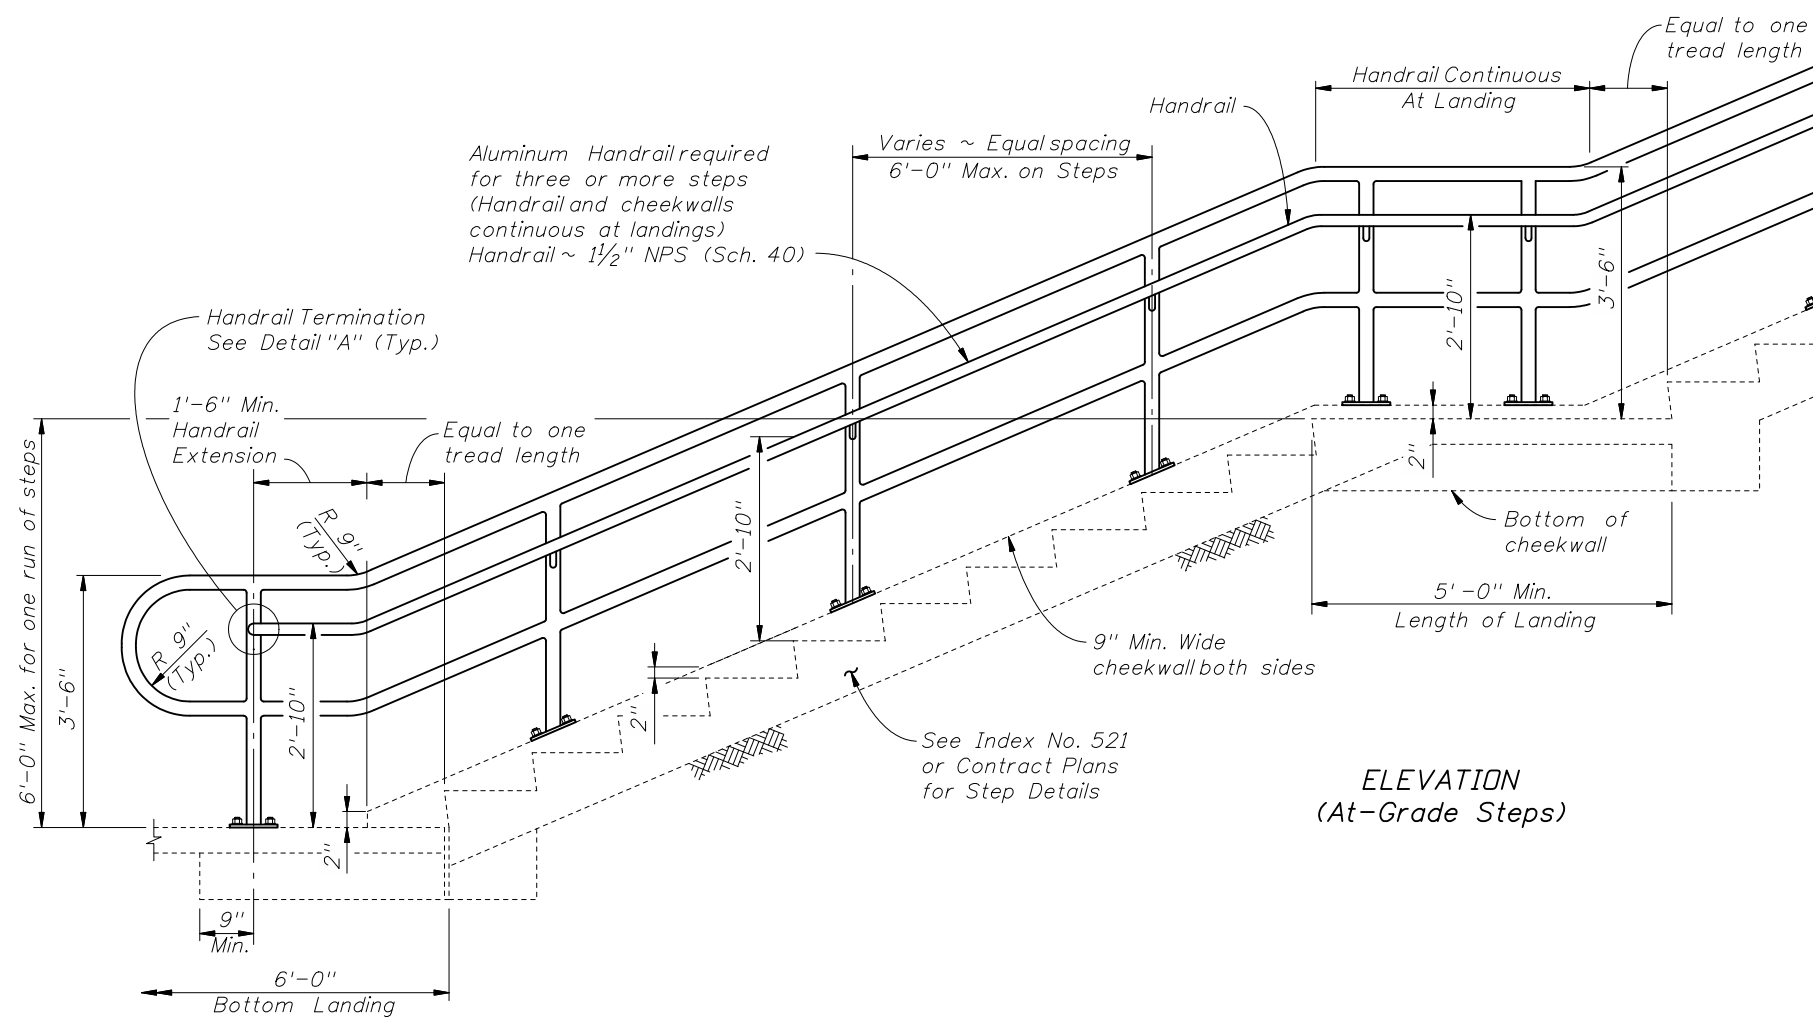 Equal to one
tread length
Handrail Continuous
At Landing
Handrail
Varies ~ Equal spacing
6'-0" Max. on Steps
Aluminum Handrail required
for three or more steps
(Handrail and cheekwalls
continuous at landings)
Handrail ~ 1½" NPS (Sch. 40)
3'-6"
2'-10"
2"
Handrail Termination
See Detail "A" (Typ.)
1'-6" Min.
Handrail
Extension
Equal to one
tread length
6'-0" Max. for one run of steps
R 9"
(Typ.)
2'-10"
Bottom of
cheekwall
5'-0" Min.
Length of Landing
R 9"
(Typ.)
3'-6"
2'-10"
2"
9" Min. Wide
cheekwall both sides
See Index No. 521
or Contract Plans
for Step Details
ELEVATION
(At-Grade Steps)
2"
9"
Min.
6'-0"
Bottom Landing